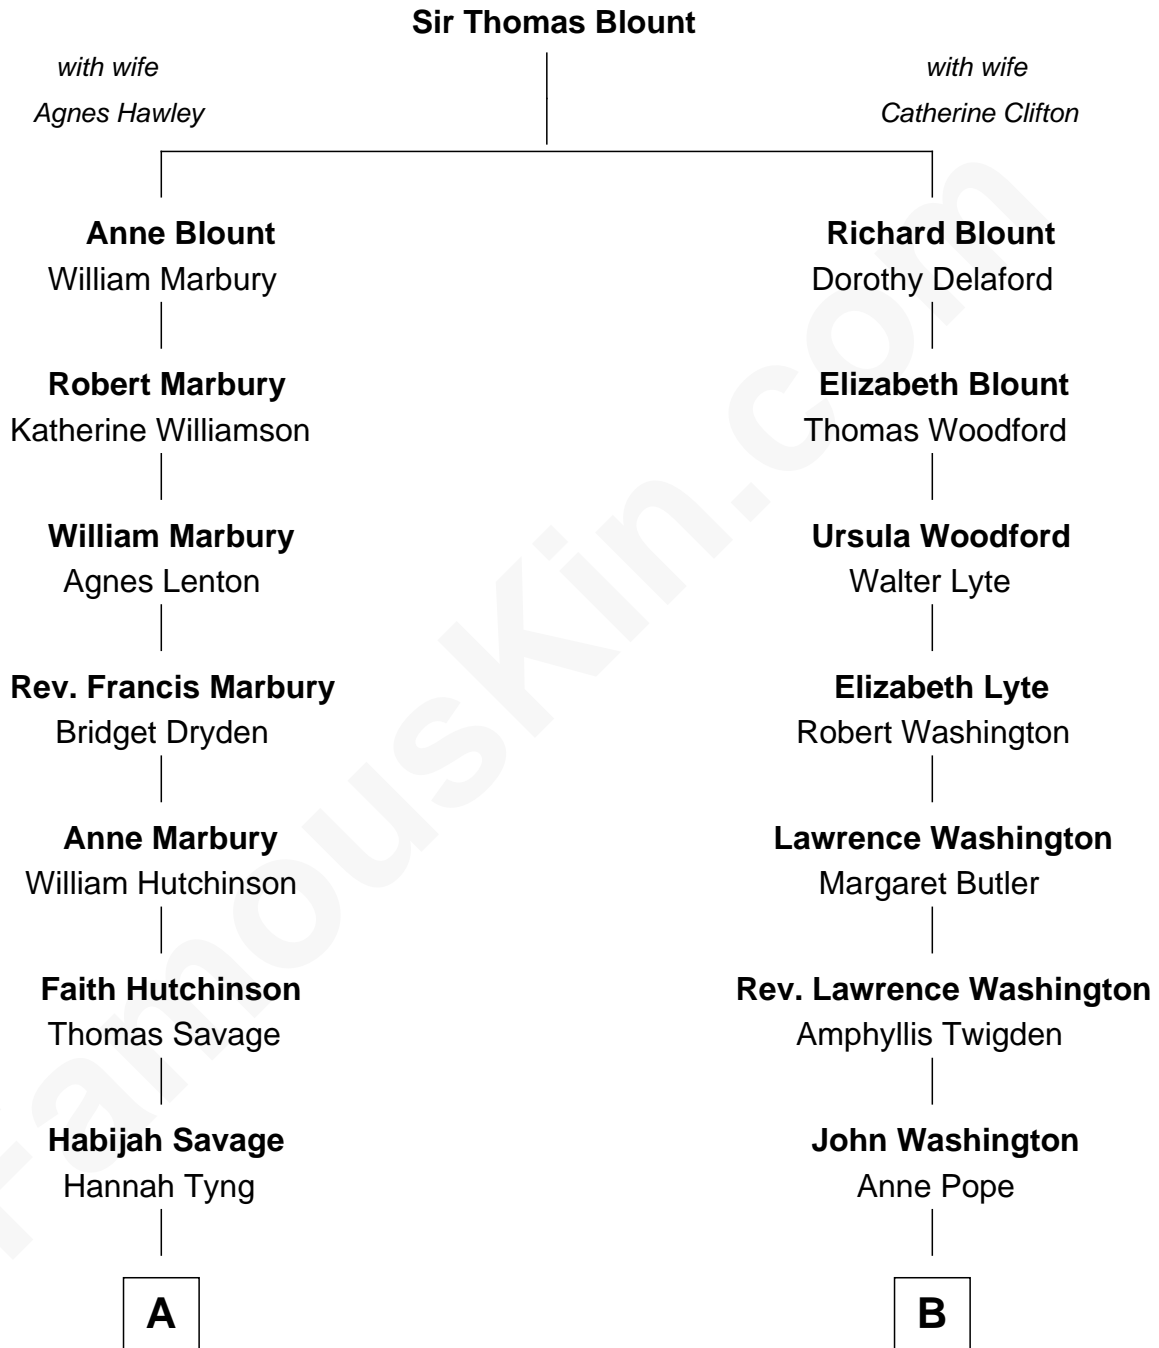 Sir Thomas Blount
with wife
Agnes Hawley
with wife
Catherine Clifton
Anne Blount
William Marbury
Richard Blount
Dorothy Delaford
Robert Marbury
Katherine Williamson
Elizabeth Blount
Thomas Woodford
William Marbury
Agnes Lenton
Ursula Woodford
Walter Lyte
Rev. Francis Marbury
Bridget Dryden
Elizabeth Lyte
Robert Washington
Anne Marbury
William Hutchinson
Lawrence Washington
Margaret Butler
Faith Hutchinson
Thomas Savage
Rev. Lawrence Washington
Amphyllis Twigden
Habijah Savage
Hannah Tyng
John Washington
Anne Pope
A
B
FamousKin.com